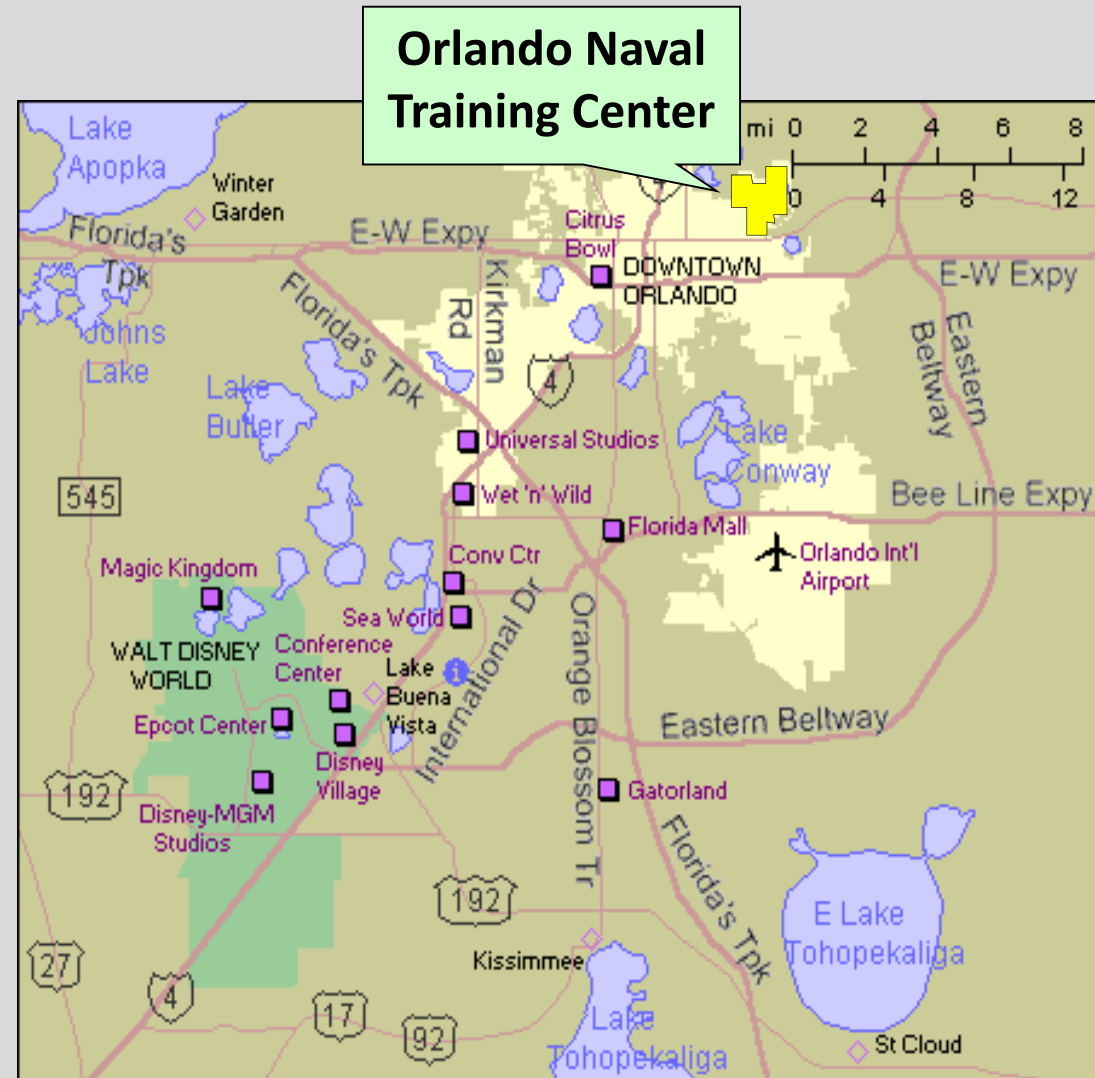 Orlando Naval
Training Center
mi 0 2 4 6 8
0 4 8 12
Lake
Apopka
Winter
Garden
Florida's
Tpk
E-W Expy
Citrus
Bowl
4
DOWNTOWN
ORLANDO
E-W Expy
Johns
Lake
Florida's Tpk
Kirkman
Rd
4
Eastern
Beltway
Lake
Butler
Universal Studios
Lake
Conway
545
Wet 'n' Wild
Bee Line Expy
Florida Mall
Magic Kingdom
Conv Ctr
Orlando Int'l
Airport
Sea World
International Dr
Orange Blossom Tr
WALT DISNEY
WORLD
Conference
Center
Lake
Buena
Vista
i
Epcot Center
Eastern Beltway
Disney
Village
192
Disney-MGM
Studios
Gatorland
Florida's Tpk
192
E Lake
Tohopekaliga
27
4
Kissimmee
17
92
Lake
Tohopekaliga
St Cloud